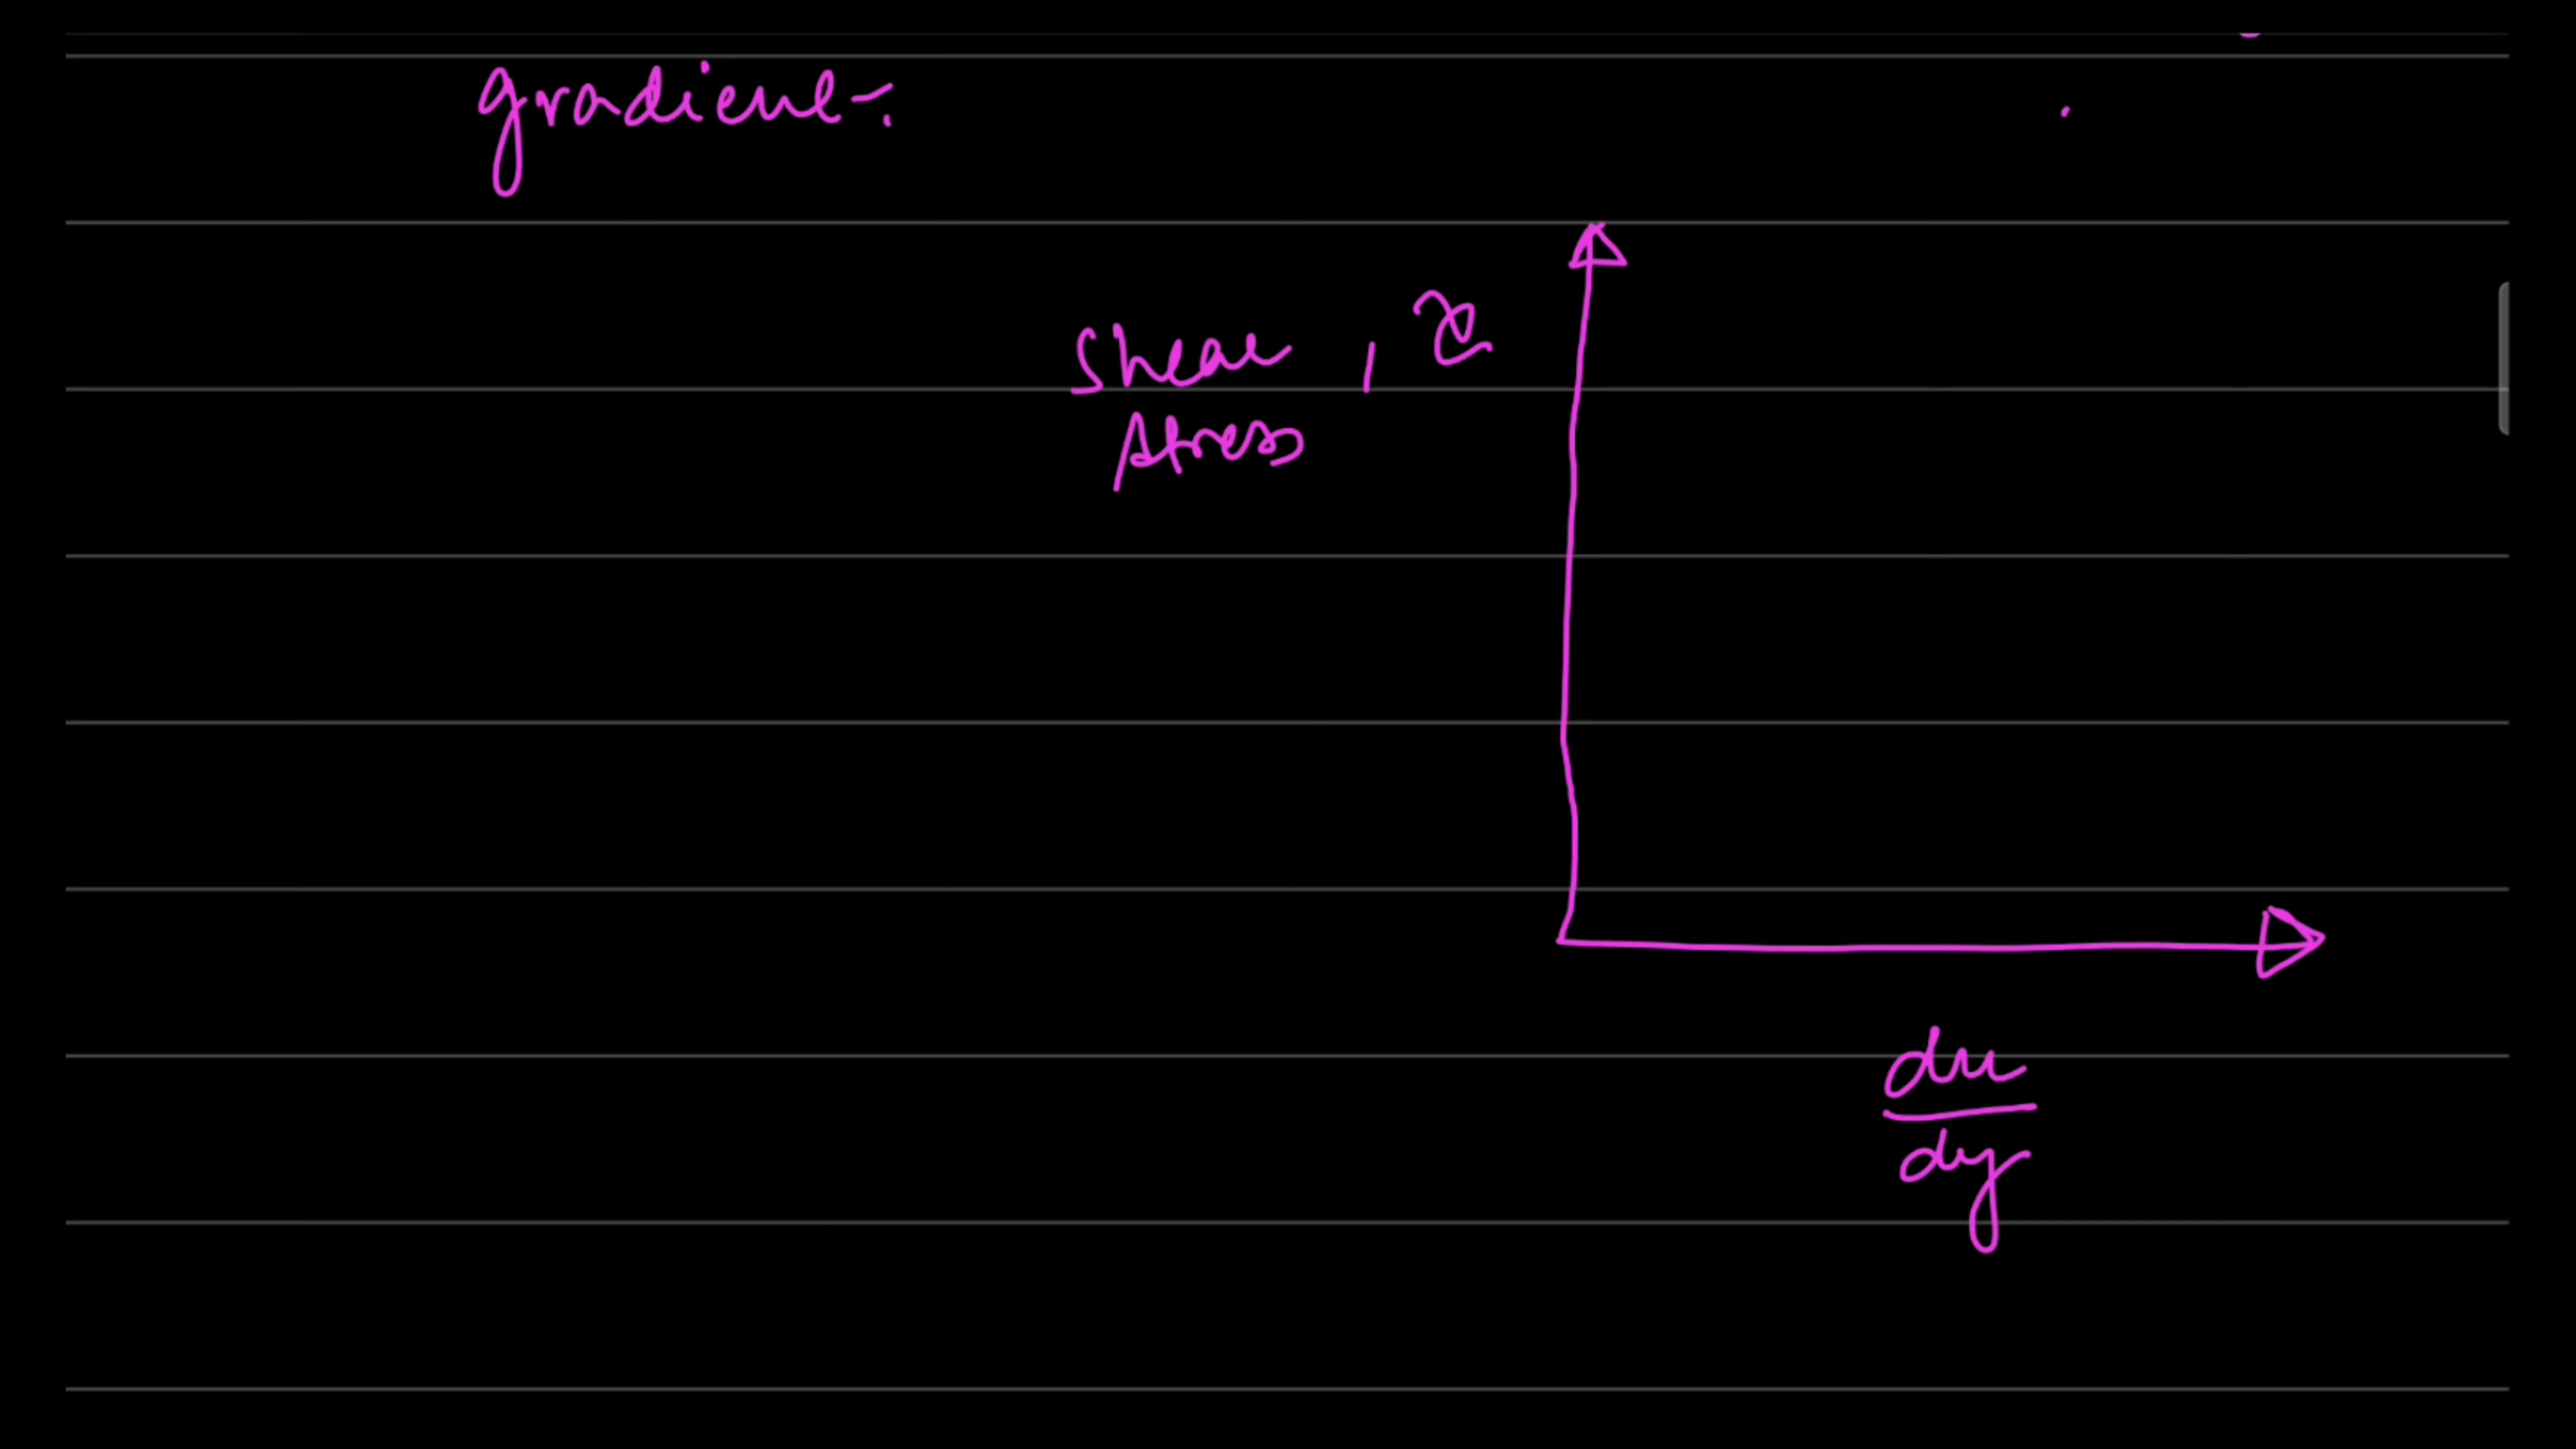 gradient:
Shear , τ
stress
du
dy